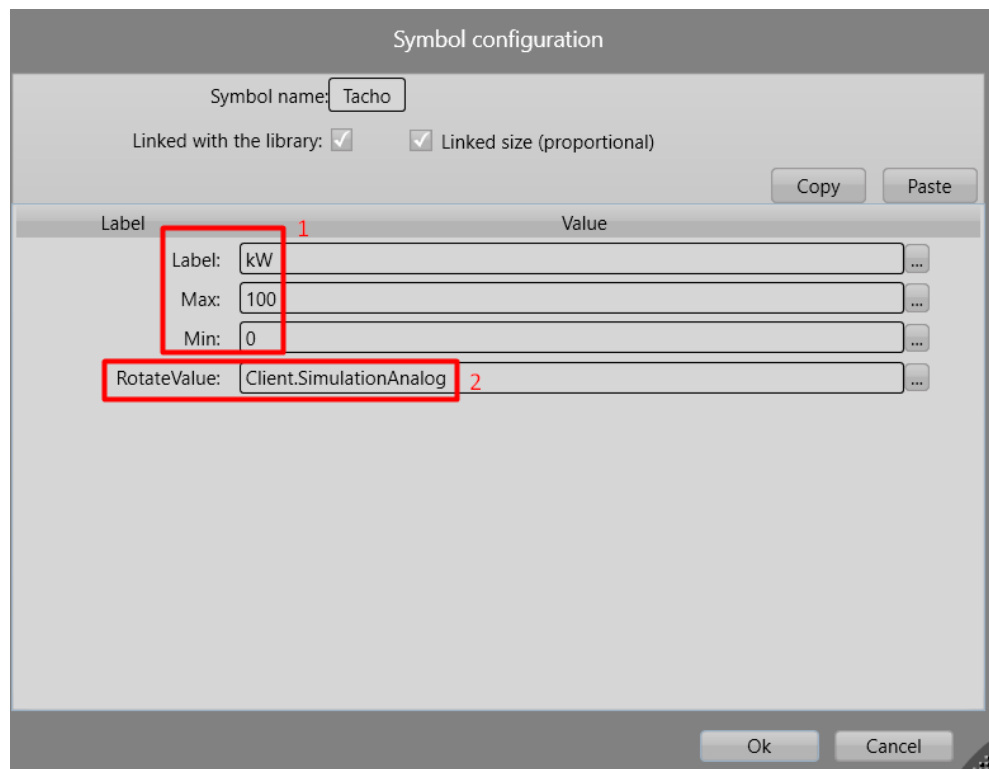 Symbol configuration
Symbol name: Tacho
Linked with the library: Linked size (proportional)
Copy Paste
Label Value
1
Label: kW ...
Max: 100 ...
Min: 0 ...
RotateValue: Client.SimulationAnalog 2 ...
Ok Cancel